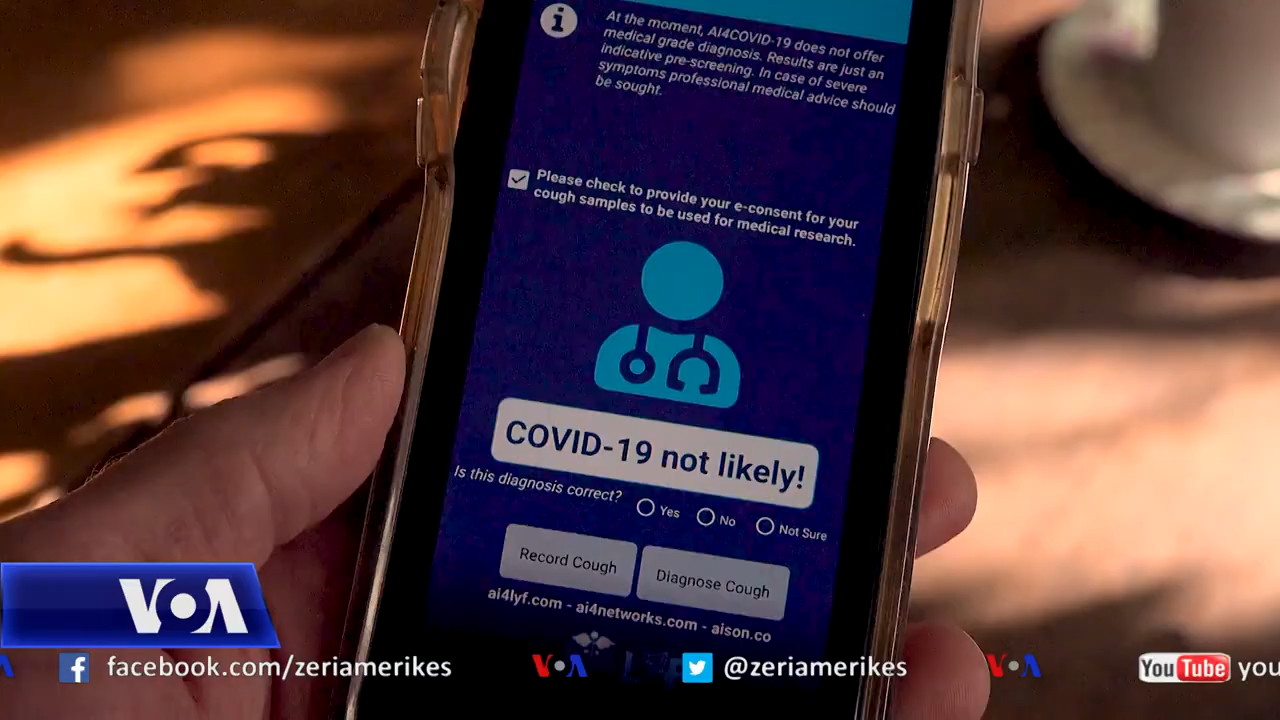 At the moment, AI4COVID-19 does not offer
medical grade diagnosis. Results are just an
indicative pre-screening. In case of severe
symptoms professional medical advice should
be sought.
Please check to provide your e-consent for your
cough samples to be used for medical research.
COVID-19 not likely!
Is this diagnosis correct?
Yes
No
Not Sure
Record Cough
Diagnose Cough
ai4lyf.com - ai4networks.com - aison.co
VOA
facebook.com/zeriamerikes
VOA
@zeriamerikes
VOA
YouTube
you